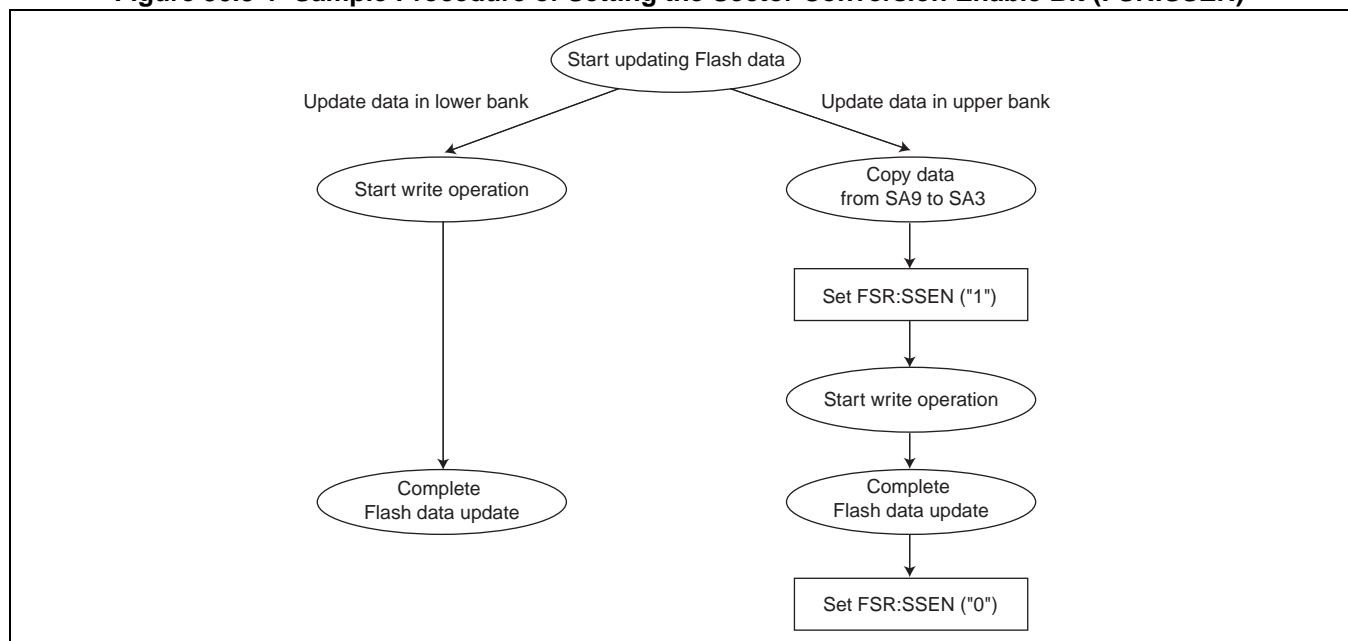 Start updating Flash data
Update data in lower bank
Update data in upper bank
Start write operation
Copy data
from SA9 to SA3
Set FSR:SSEN ("1")
Start write operation
Complete
Flash data update
Complete
Flash data update
Set FSR:SSEN ("0")